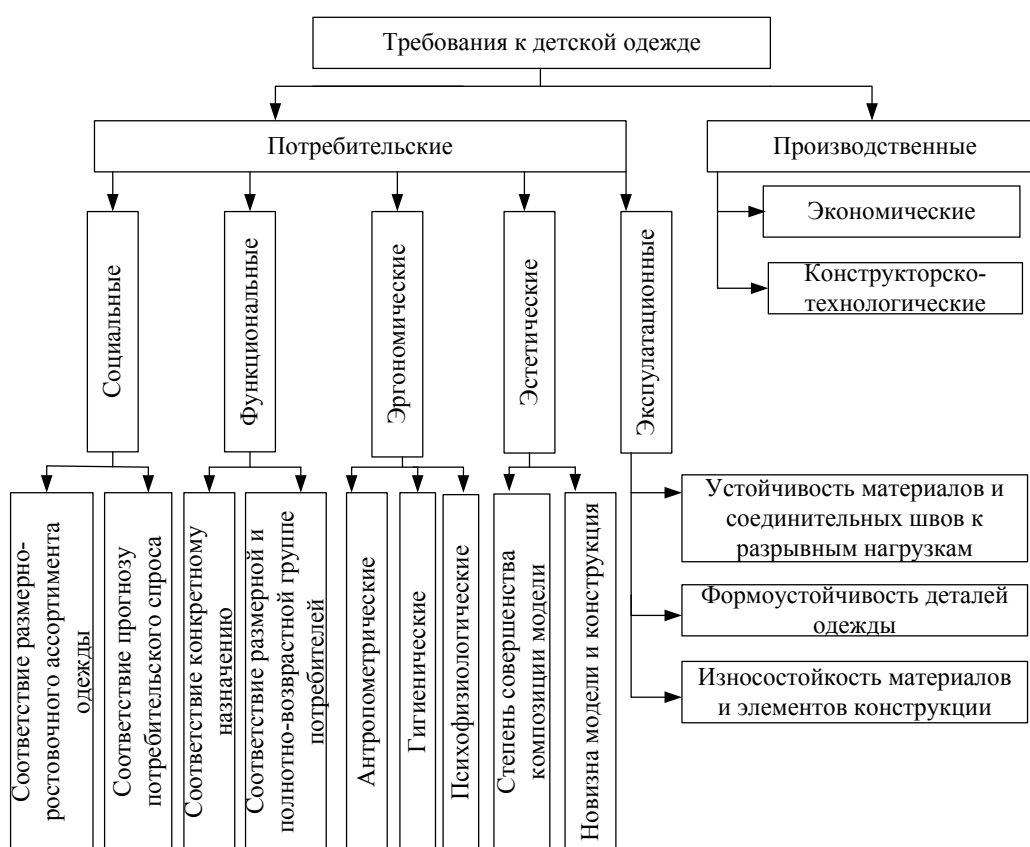 Требования к детской одежде
Потребительские
Производственные
Экономические
Конструкторско-
технологические
Социальные
Функциональные
Эргономические
Эстетические
Экспулатационные
Соответствие размерно-
ростовочного ассортимента
одежды
Соответствие прогнозу
потребительского спроса
Соответствие конкретному
назначению
Соответствие размерной и
полнотно-возрастной группе
потребителей
Антропометрические
Гигиенические
Психофизиологические
Степень совершенства
композиции модели
Новизна модели и конструкция
Устойчивость материалов и
соединительных швов к
разрывным нагрузкам
Формоустойчивость деталей
одежды
Износостойкость материалов
и элементов конструкции